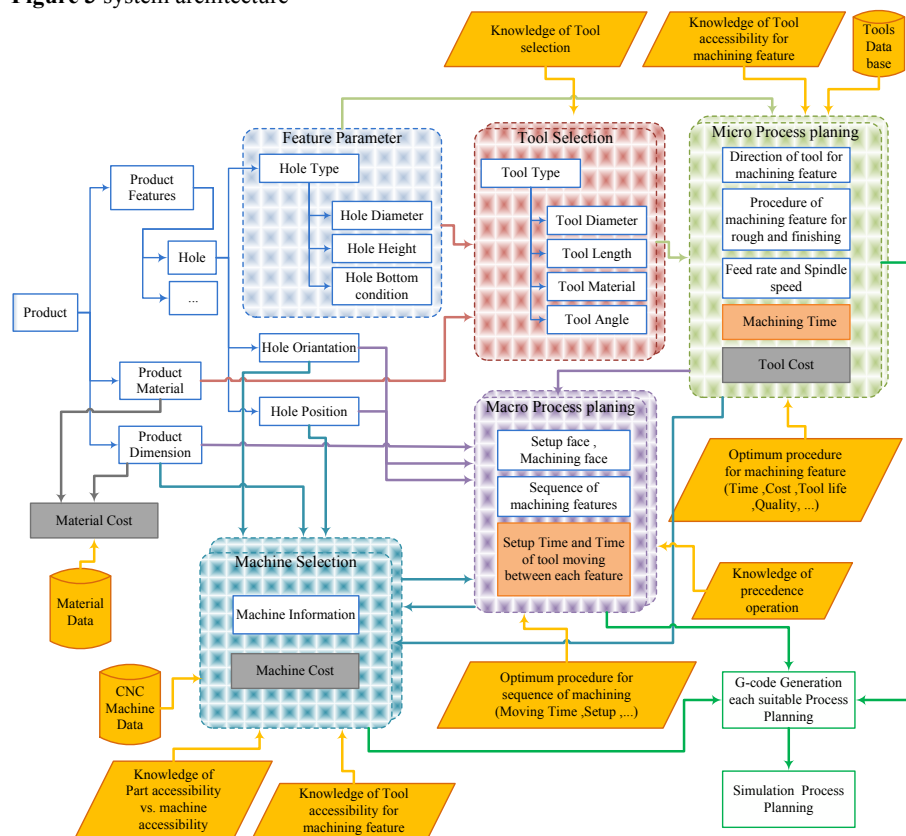 Figure 3 system architecture
Knowledge of Tool
selection
Knowledge of Tool
accessibility for
machining feature
Tools
Data
base
Feature Parameter
Hole Type
Hole Diameter
Hole Height
Hole Bottom
condition
Tool Selection
Tool Type
Tool Diameter
Tool Length
Tool Material
Tool Angle
Micro Process planing
Direction of tool for
machining feature
Procedure of
machining feature for
rough and finishing
Feed rate and Spindle
speed
Machining Time
Tool Cost
Product
Product
Features
Hole
...
Product
Material
Product
Dimension
Hole Oriantation
Hole Position
Material Cost
Material
Data
Macro Process planing
Setup face ,
Machining face
Sequence of
machining features
Setup Time and Time
of tool moving
between each feature
Optimum procedure
for machining feature
(Time ,Cost ,Tool life
,Quality, ...)
Knowledge of
precedence
operation
Machine Selection
Machine Information
Machine Cost
CNC
Machine
Data
Optimum procedure for
sequence of machining
(Moving Time ,Setup ,...)
G-code Generation
each suitable Process
Planning
Simulation Process
Planning
Knowledge of
Part accessibility
vs. machine
accessibility
Knowledge of Tool
accessibility for
machining feature